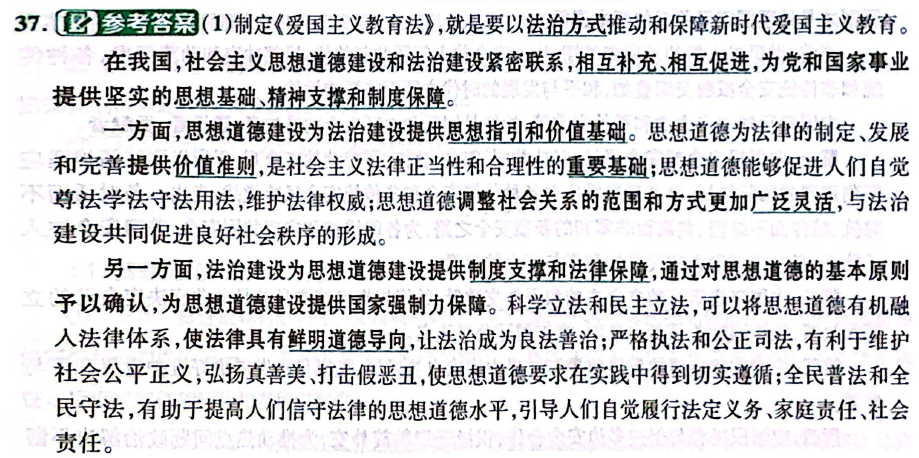 37.参考答案(1)制定《爱国主义教育法》,就是要以法治方式推动和保障新时代爱国主义教育。
在我国,社会主义思想道德建设和法治建设紧密联系,相互补充、相互促进,为党和国家事业
提供坚实的思想基础、精神支撑和制度保障。
一方面,思想道德建设为法治建设提供思想指引和价值基础。思想道德为法律的制定、发展
和完善提供价值准则,是社会主义法律正当性和合理性的重要基础;思想道德能够促进人们自觉
尊法学法守法用法,维护法律权威;思想道德调整社会关系的范围和方式更加广泛灵活,与法治
建设共同促进良好社会秩序的形成。
另一方面,法治建设为思想道德建设提供制度支撑和法律保障,通过对思想道德的基本原则
予以确认,为思想道德建设提供国家强制力保障。科学立法和民主立法,可以将思想道德有机融
入法律体系,使法律具有鲜明道德导向,让法治成为良法善治;严格执法和公正司法,有利于维护
社会公平正义,弘扬真善美、打击假恶丑,使思想道德要求在实践中得到切实遵循;全民普法和全
民守法,有助于提高人们信守法律的思想道德水平,引导人们自觉履行法定义务、家庭责任、社会
责任。